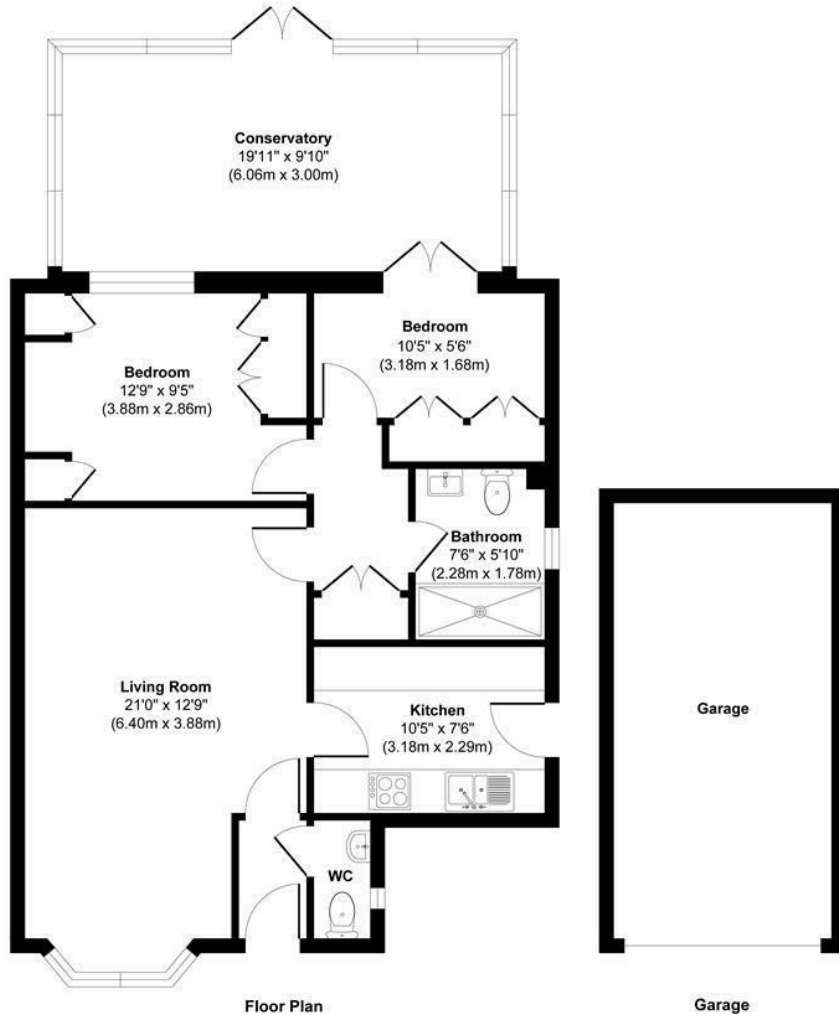 Conservatory
19'11" x 9'10"
(6.06m x 3.00m)
Bedroom
10'5" x 5'6"
(3.18m x 1.68m)
Bedroom
12'9" x 9'5"
(3.88m x 2.86m)
Bathroom
7'6" x 5'10"
(2.28m x 1.78m)
Living Room
21'0" x 12'9"
(6.40m x 3.88m)
Kitchen
10'5" x 7'6"
(3.18m x 2.29m)
Garage
WC
Floor Plan
Garage